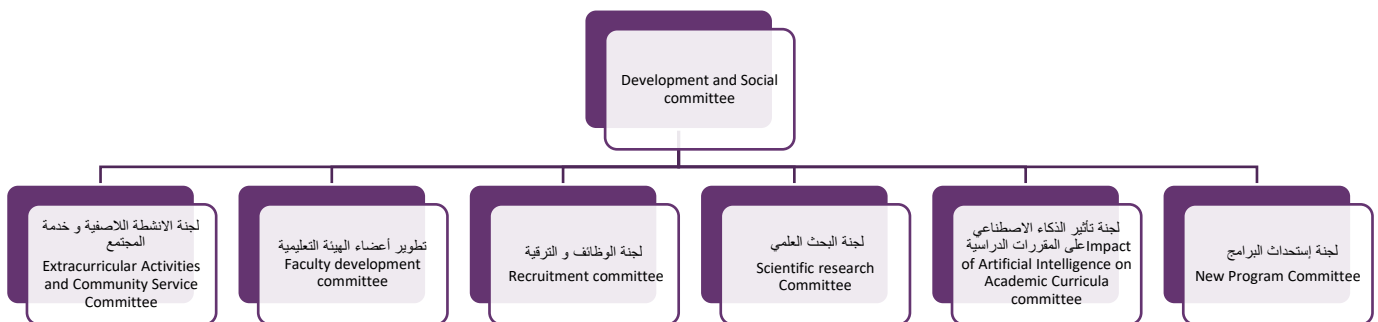 Development and Social
committee
لجنة الانشطة اللاصفية و خدمة
المجتمع
Extracurricular Activities
and Community Service
Committee
تطوير أعضاء الهيئة التعليمية
Faculty development
committee
لجنة الوظائف و الترقية
Recruitment committee
لجنة البحث العلمي
Scientific research
Committee
لجنة تأثير الذكاء الاصطناعي
على المقررات الدراسيةImpact
of Artificial Intelligence on
Academic Curricula
committee
لجنة إستحداث البرامج
New Program Committee